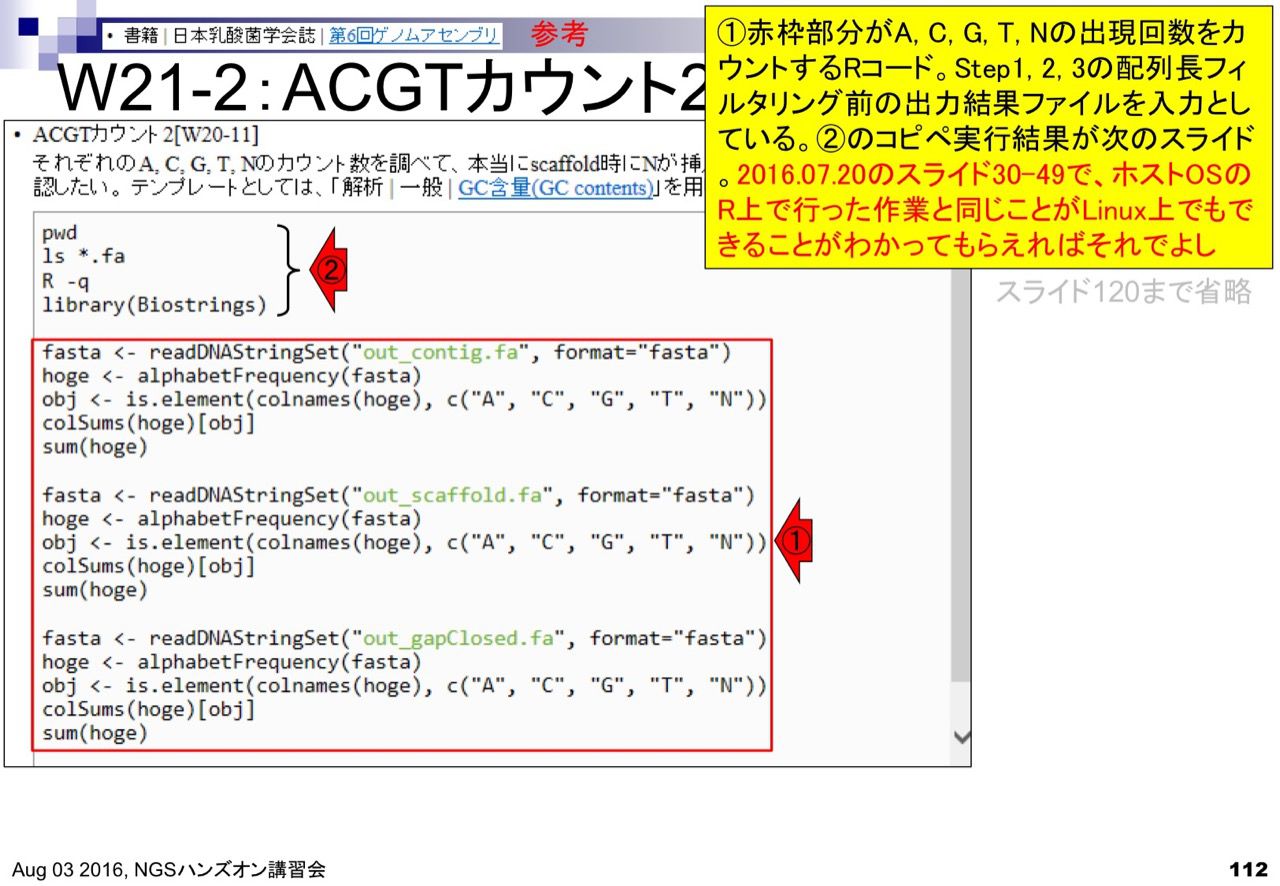 • 書籍 | 日本乳酸菌学会誌 | 第6回ゲノムアセンブリ
参考
W21-2：ACGTカウント2
①赤枠部分がA, C, G, T, Nの出現回数をカ
ウントするRコード。Step1, 2, 3の配列長フィ
ルタリング前の出力結果ファイルを入力とし
ている。②のコピペ実行結果が次のスライド
。2016.07.20のスライド30-49で、ホストOSの
R上で行った作業と同じことがLinux上でもで
きることがわかってもらえればそれでよし
スライド120まで省略
• ACGTカウント2[W20-11]
それぞれのA, C, G, T, Nのカウント数を調べて、本当にscaffold時にNが挿
認したい。テンプレートとしては、「解析 | 一般 | GC含量(GC contents)」を用
pwd
ls *.fa
R -q
library(Biostrings)
②
fasta <- readDNAStringSet("out_contig.fa", format="fasta")
hoge <- alphabetFrequency(fasta)
obj <- is.element(colnames(hoge), c("A", "C", "G", "T", "N"))
colSums(hoge)[obj]
sum(hoge)
fasta <- readDNAStringSet("out_scaffold.fa", format="fasta")
hoge <- alphabetFrequency(fasta)
obj <- is.element(colnames(hoge), c("A", "C", "G", "T", "N"))
colSums(hoge)[obj]
sum(hoge)
①
fasta <- readDNAStringSet("out_gapClosed.fa", format="fasta")
hoge <- alphabetFrequency(fasta)
obj <- is.element(colnames(hoge), c("A", "C", "G", "T", "N"))
colSums(hoge)[obj]
sum(hoge)
Aug 03 2016, NGSハンズオン講習会
112